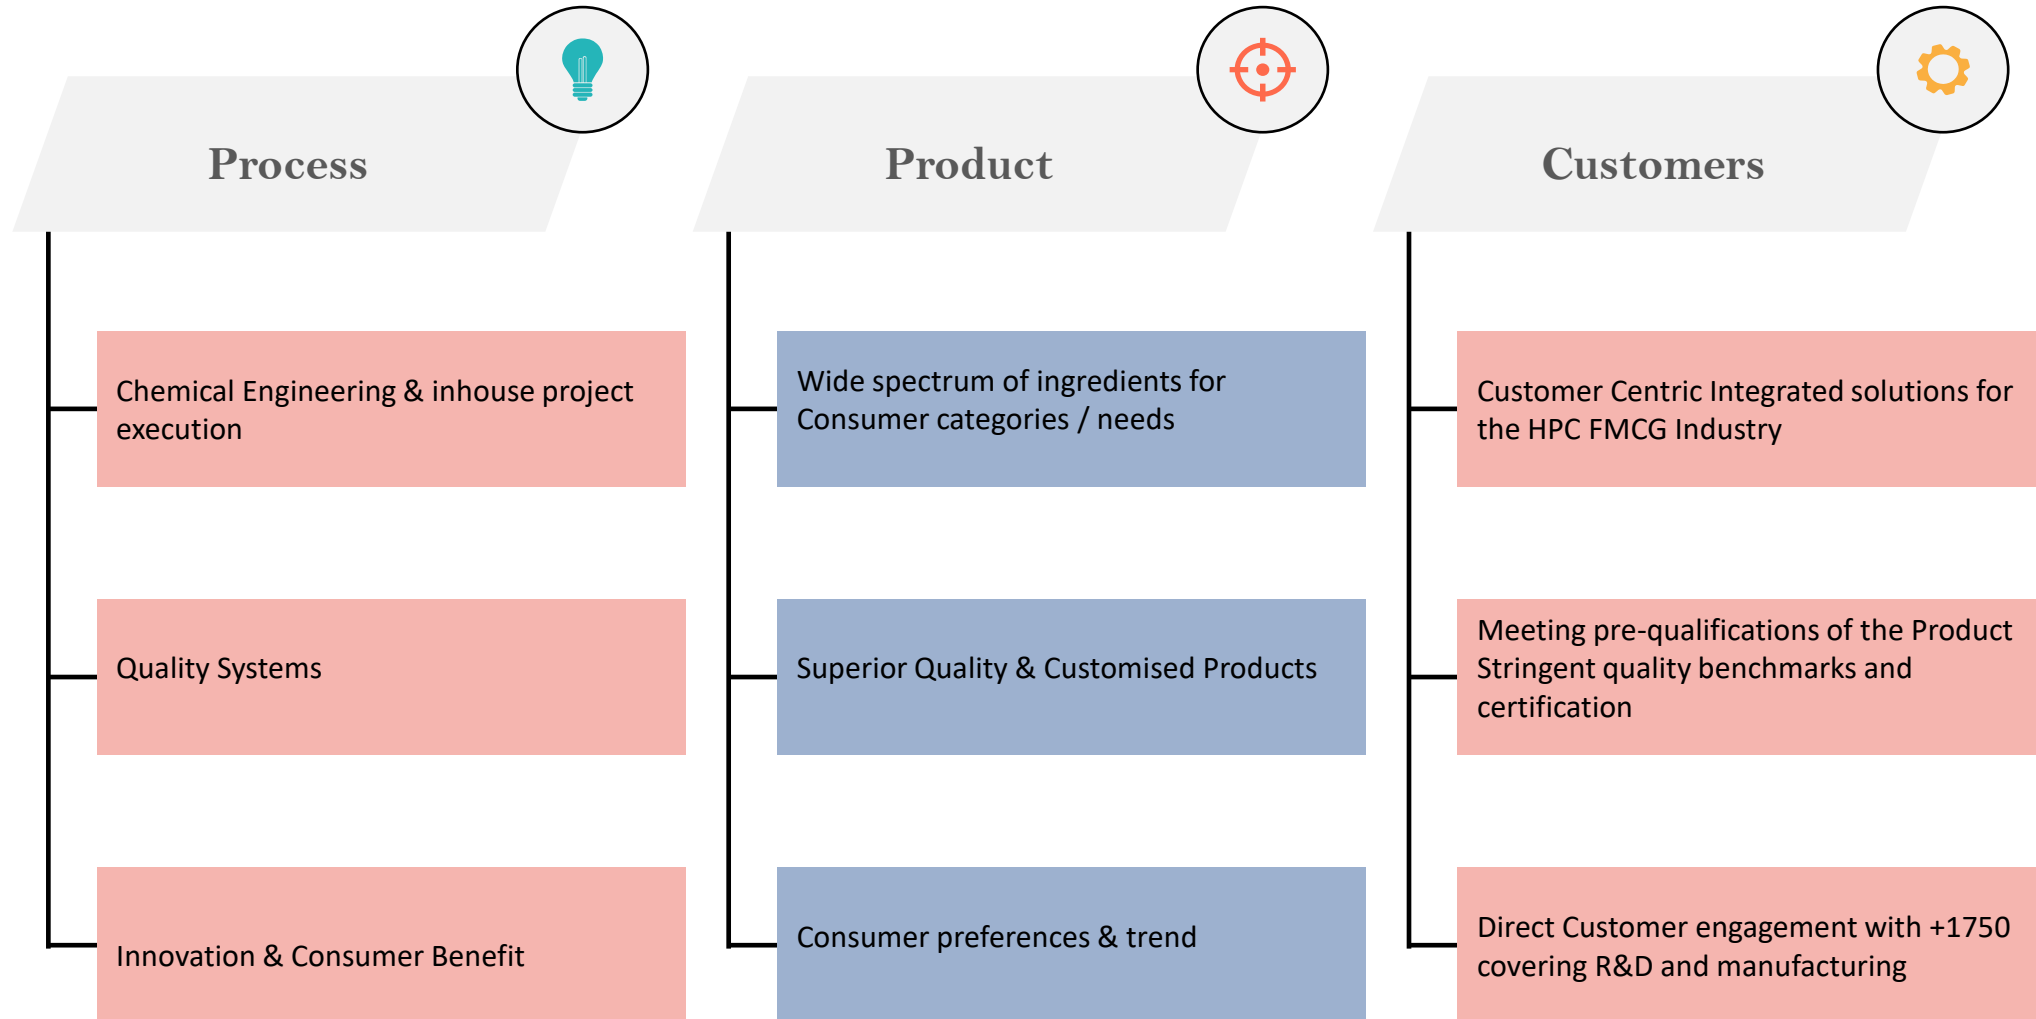 Process
Chemical Engineering & inhouse project
execution
Quality Systems
Innovation & Consumer Benefit
Product
Wide spectrum of ingredients for
Consumer categories / needs
Superior Quality & Customised Products
Consumer preferences & trend
Customers
Customer Centric Integrated solutions for
the HPC FMCG Industry
Meeting pre-qualifications of the Product
Stringent quality benchmarks and
certification
Direct Customer engagement with +1750
covering R&D and manufacturing